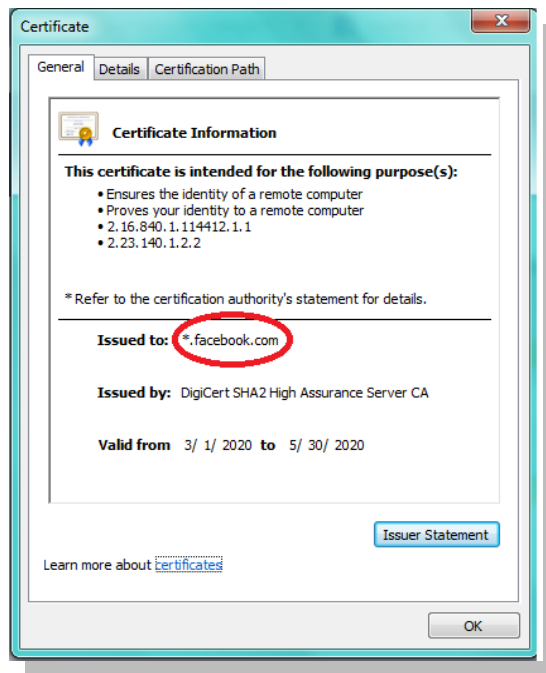 Certificate
General Details Certification Path
Certificate Information
This certificate is intended for the following purpose(s):
• Ensures the identity of a remote computer
• Proves your identity to a remote computer
• 2.16.840.1.114412.1.1
• 2.23.140.1.2.2
* Refer to the certification authority's statement for details.
Issued to: *.facebook.com
Issued by: DigiCert SHA2 High Assurance Server CA
Valid from 3/ 1/ 2020 to 5/ 30/ 2020
Issuer Statement
Learn more about certificates
OK